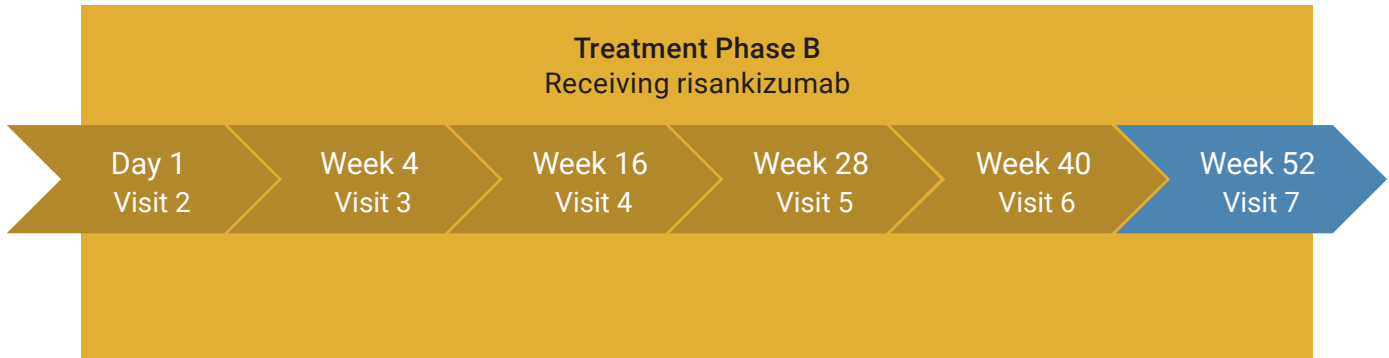 Treatment Phase B
Receiving risankizumab
Day 1
Visit 2
Week 4
Visit 3
Week 16
Visit 4
Week 28
Visit 5
Week 40
Visit 6
Week 52
Visit 7